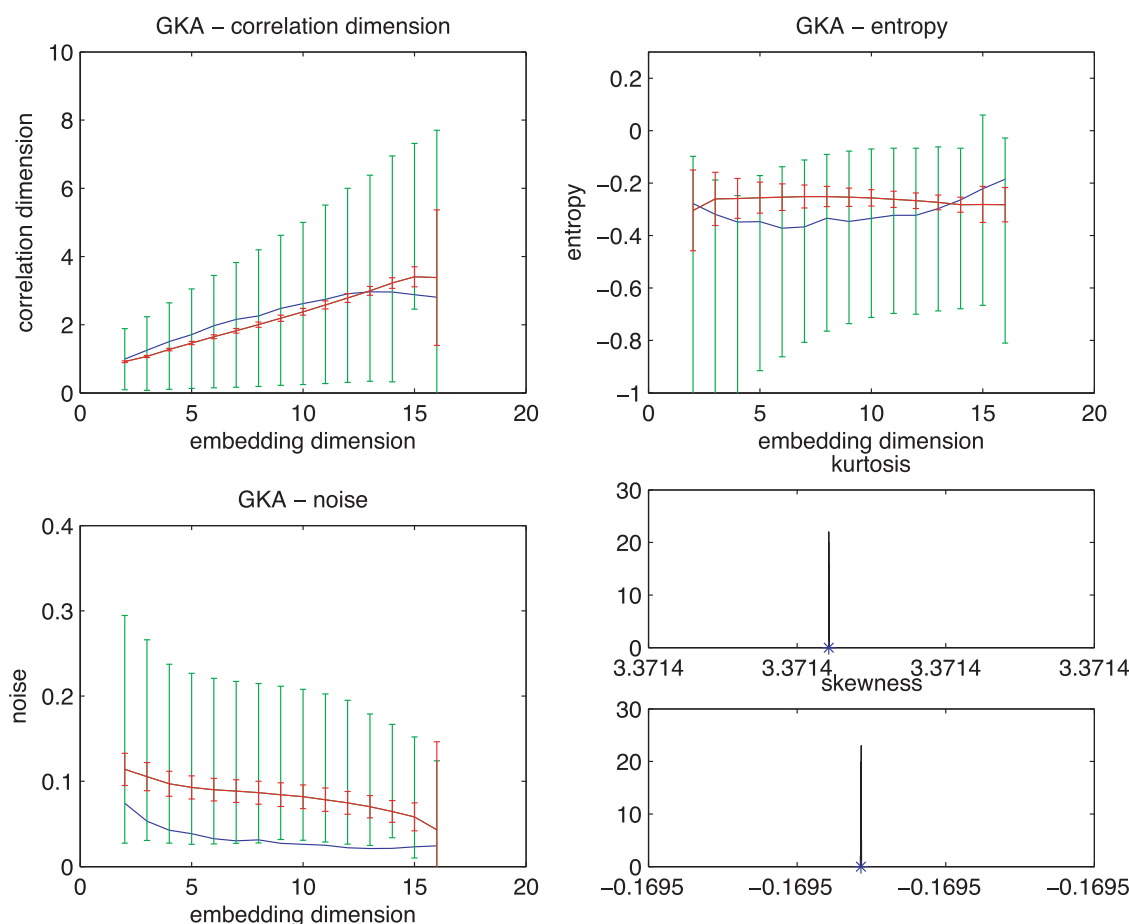 GKA – correlation dimension
10
8
6
4
2
0
correlation dimension
0 5 10 15 20
embedding dimension
GKA – entropy
0.2
0
−0.2
−0.4
−0.6
−0.8
−1
entropy
0 5 10 15 20
embedding dimension
GKA – noise
0.4
0.3
0.2
0.1
0
noise
0 5 10 15 20
embedding dimension
kurtosis
30
20
10
0
3.3714 3.3714 3.3714 3.3714
skewness
30
20
10
0
−0.1695 −0.1695 −0.1695 −0.1695